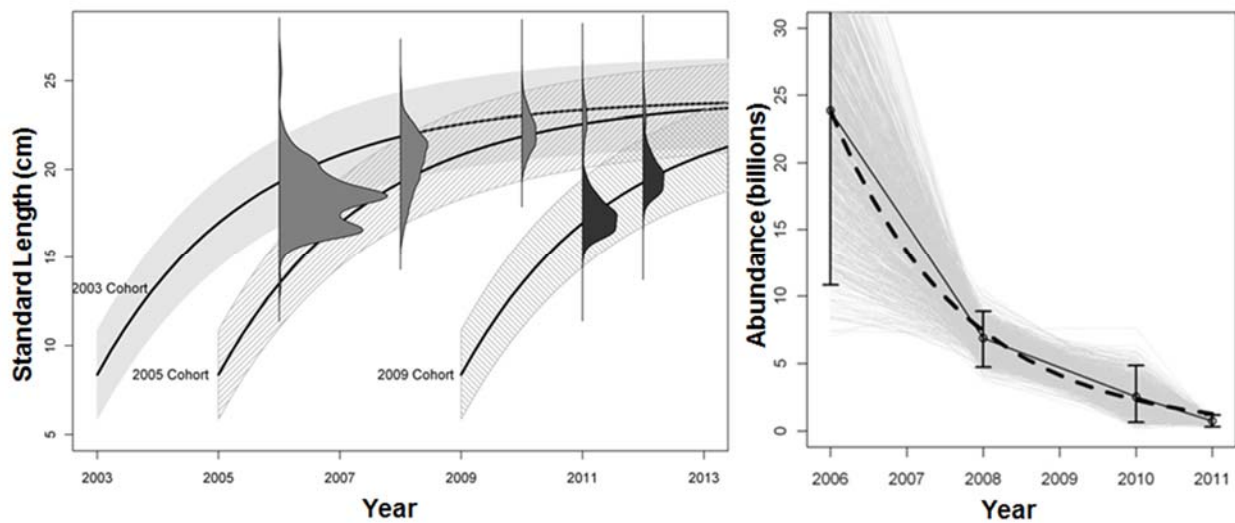 Standard Length (cm)
25
20
15
10
5
2003 Cohort
2005 Cohort
2009 Cohort
2003 2005 2007 2009 2011 2013
Year
Abundance (billions)
30
25
20
15
10
5
0
2006 2007 2008 2009 2010 2011
Year